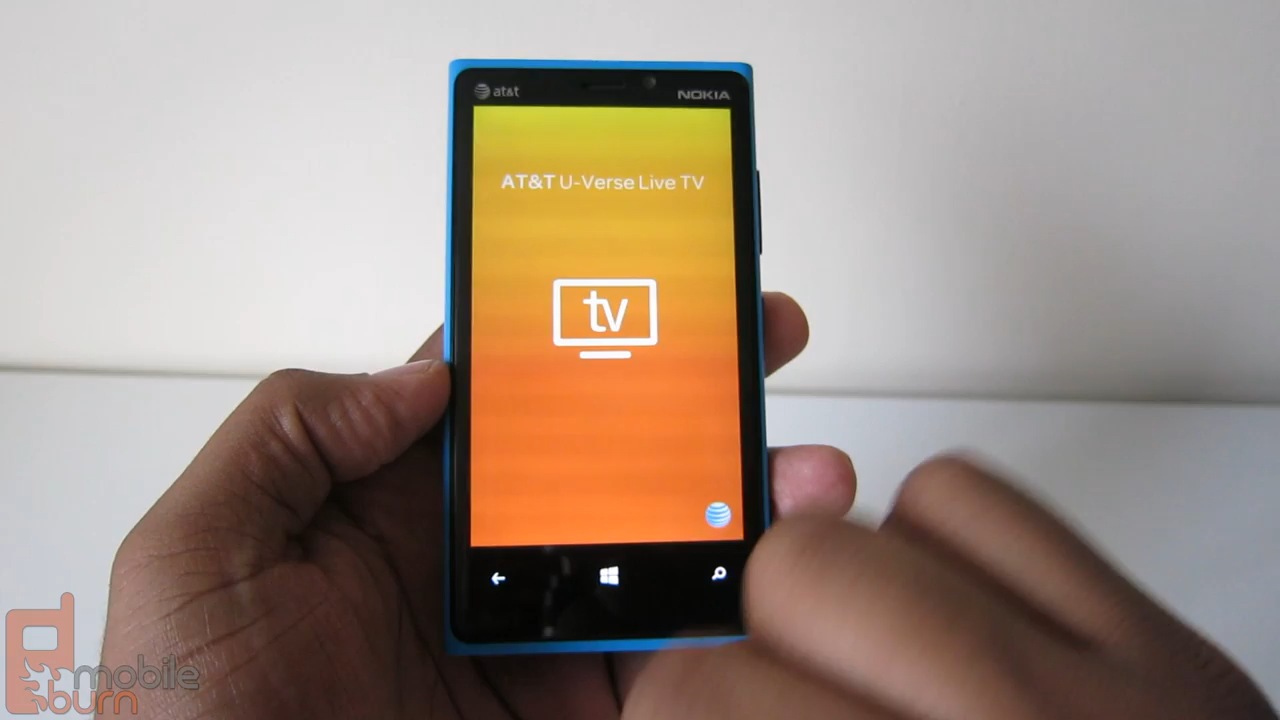 at&t
NOKIA
AT&T U-Verse Live TV
tv
mobile
burn